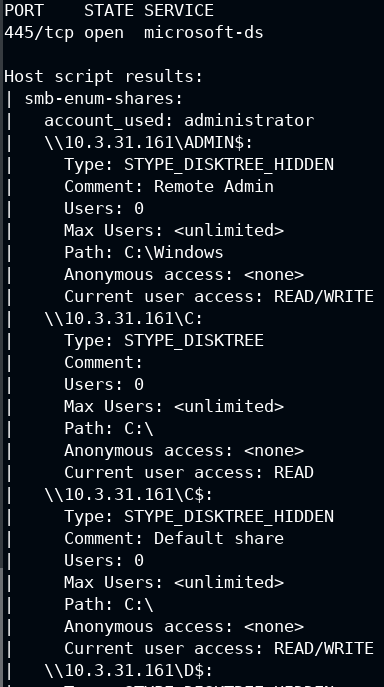 PORT    STATE SERVICE
445/tcp open  microsoft-ds

Host script results:
| smb-enum-shares:
|   account_used: administrator
|   \\10.3.31.161\ADMIN$:
|     Type: STYPE_DISKTREE_HIDDEN
|     Comment: Remote Admin
|     Users: 0
|     Max Users: <unlimited>
|     Path: C:\Windows
|     Anonymous access: <none>
|     Current user access: READ/WRITE
|   \\10.3.31.161\C:
|     Type: STYPE_DISKTREE
|     Comment:
|     Users: 0
|     Max Users: <unlimited>
|     Path: C:\
|     Anonymous access: <none>
|     Current user access: READ
|   \\10.3.31.161\C$:
|     Type: STYPE_DISKTREE_HIDDEN
|     Comment: Default share
|     Users: 0
|     Max Users: <unlimited>
|     Path: C:\
|     Anonymous access: <none>
|     Current user access: READ/WRITE
|   \\10.3.31.161\D$: